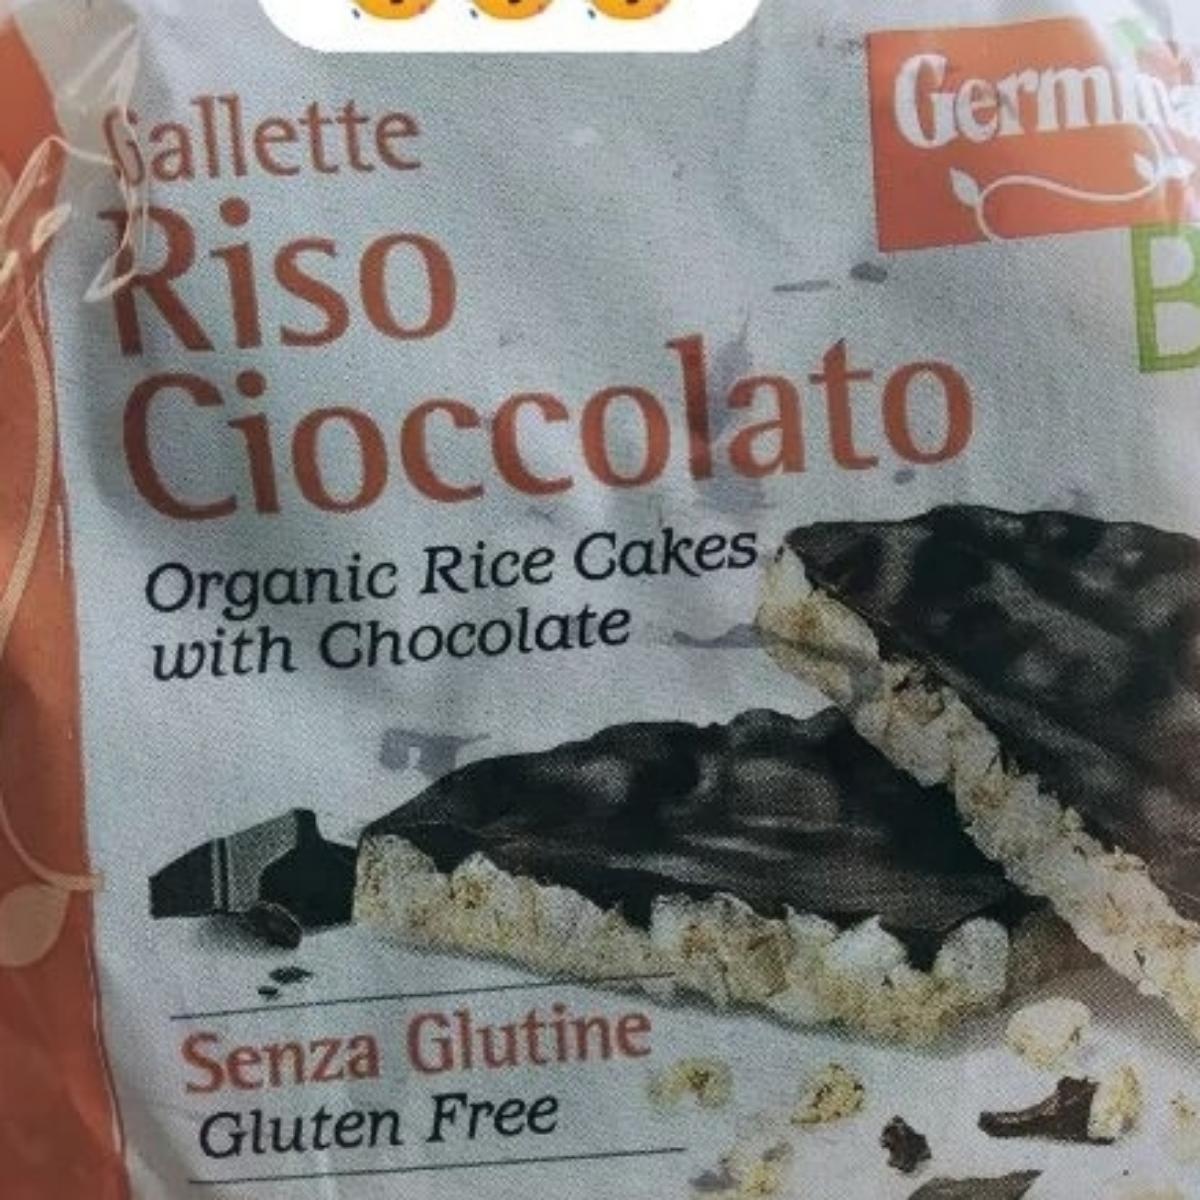 Gallette
Riso
Cioccolato
Organic Rice Cakes
with Chocolate
Senza Glutine
Gluten Free